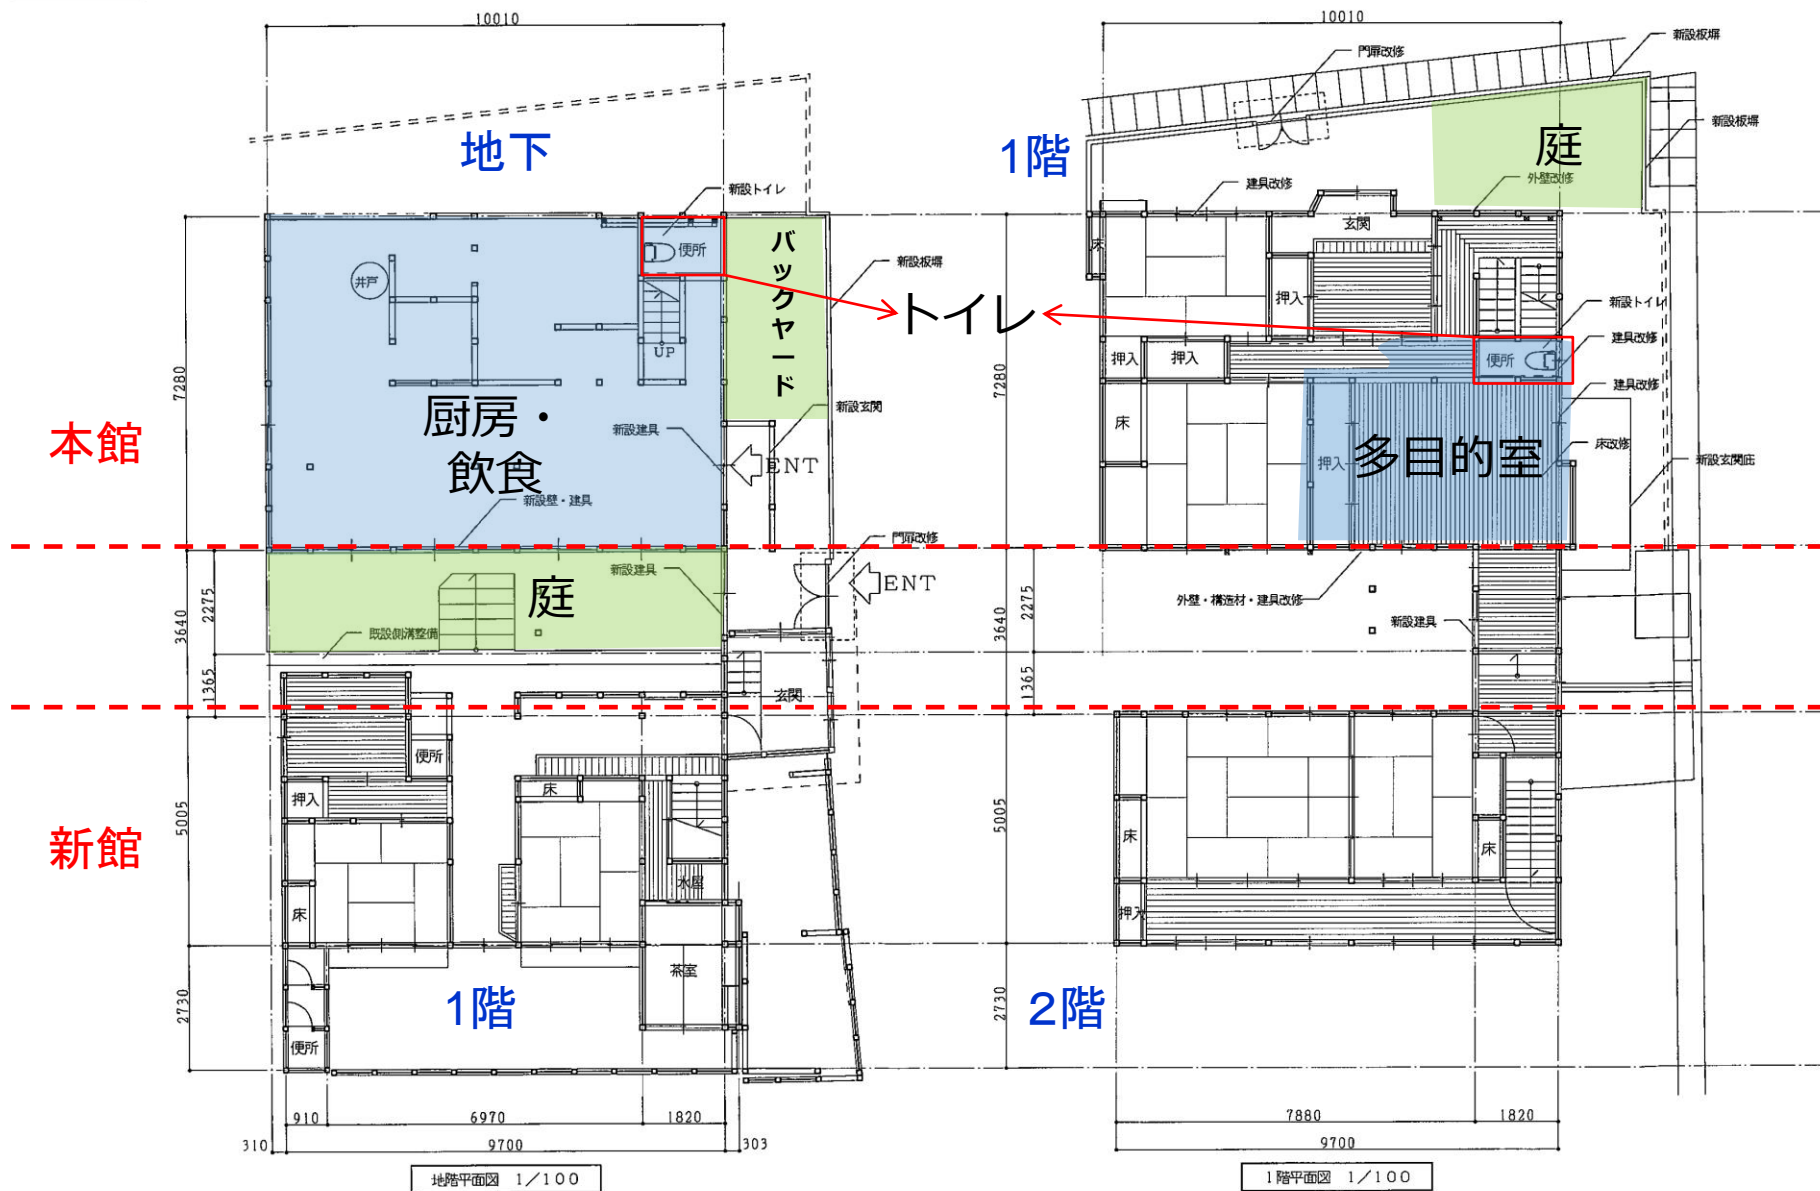 10010
10010
新設板塀
門扉改修
地下
1階
新設板塀
庭
新設トイレ
建具改修
外壁改修
便所
バックヤード
玄関
床
井戸
新設板塀
押入
トイレ
新設トイレ
UP
押入
押入
便所
建具改修
7280
7280
建具改修
厨房・
飲食
新設玄関
床
本館
新設建具
ENT
押入
多目的室
床改修
新設玄関庇
新設壁・建具
門扉改修
新設建具
ENT
2275
3640
庭
外壁・構造材・建具改修
2275
3640
新設建具
既設側溝整備
1365
1365
玄関
便所
押入
床
5005
5005
新館
床
床
水屋
床
押入
茶室
2730
1階
2階
2730
便所
910
6970
1820
7880
1820
310
9700
303
9700
地階平面図 1/100
1階平面図 1/100